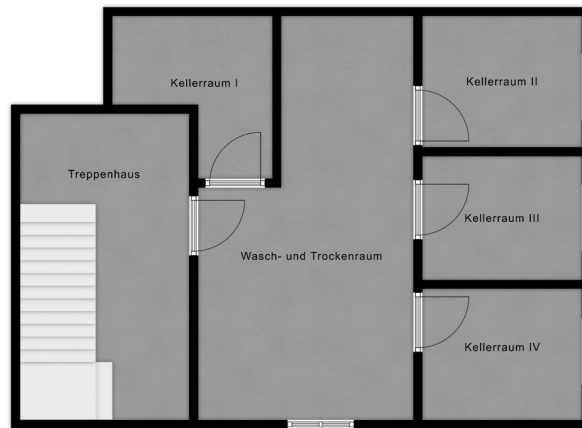 Kellerraum I
Kellerraum II
Treppenhaus
Kellerraum III
Wasch- und Trockenraum
Kellerraum IV